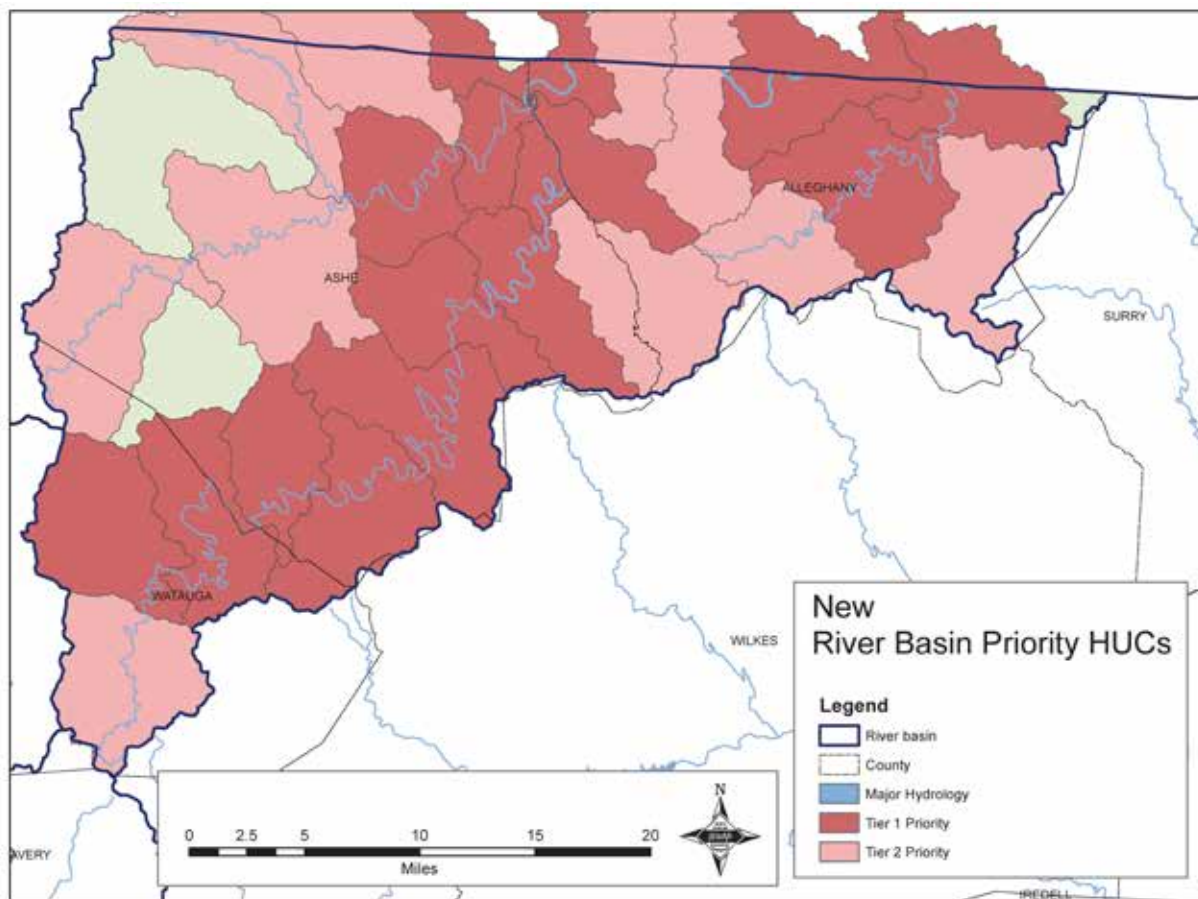 ASHE
ALLEGHANY
SURRY
WATAUGA
WILKES
AVERY
IREDELL
New
River Basin Priority HUCs
Legend
River basin
County
Major Hydrology
Tier 1 Priority
Tier 2 Priority
N
0 2.5 5 10 15 20
Miles